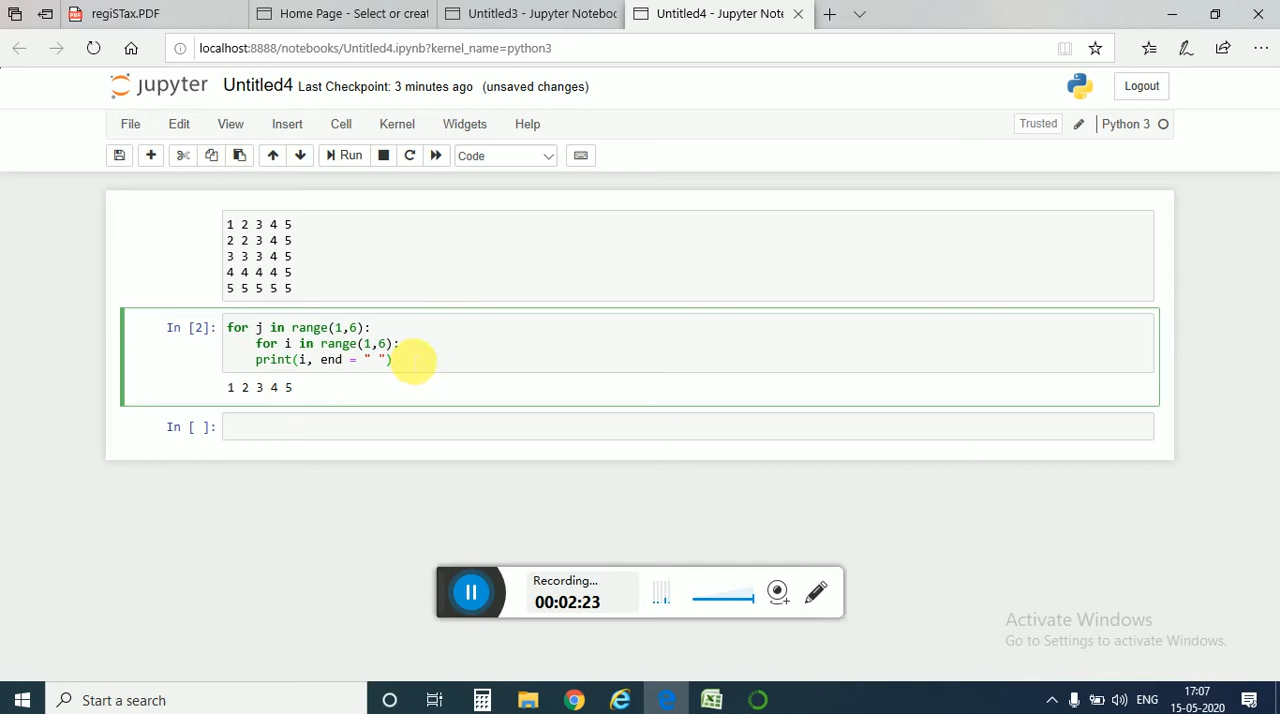 regiSTax.PDF
Home Page - Select or creat
Untitled3 - Jupyter Noteboo
Untitled4 - Jupyter Note
localhost:8888/notebooks/Untitled4.ipynb?kernel_name=python3
jupyter Untitled4 Last Checkpoint: 3 minutes ago (unsaved changes)
Logout
File Edit View Insert Cell Kernel Widgets Help
Trusted Python 3
Run Code
1 2 3 4 5
2 2 3 4 5
3 3 3 4 5
4 4 4 4 5
5 5 5 5 5
In [2]: for j in range(1,6):
for i in range(1,6):
print(i, end = " ")
1 2 3 4 5
In [ ]:
Recording...
00:02:23
Activate Windows
Go to Settings to activate Windows.
Start a search
ENG
17:07
15-05-2020